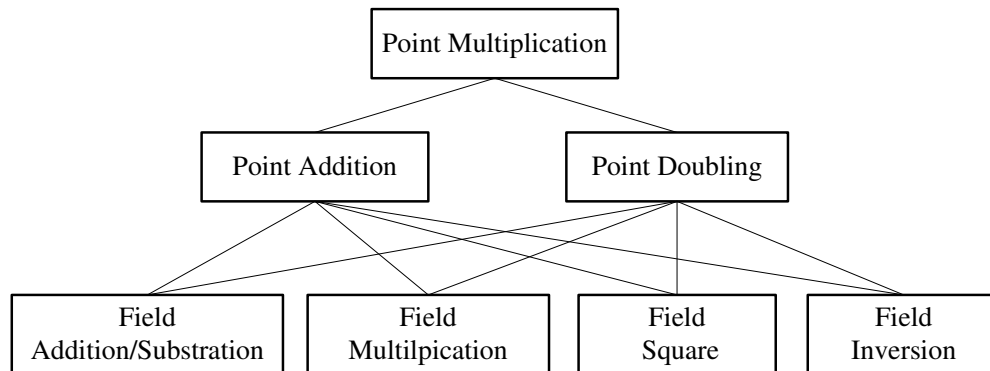 Point Multiplication
Point Addition
Point Doubling
Field
Addition/Substration
Field
Multilpication
Field
Square
Field
Inversion